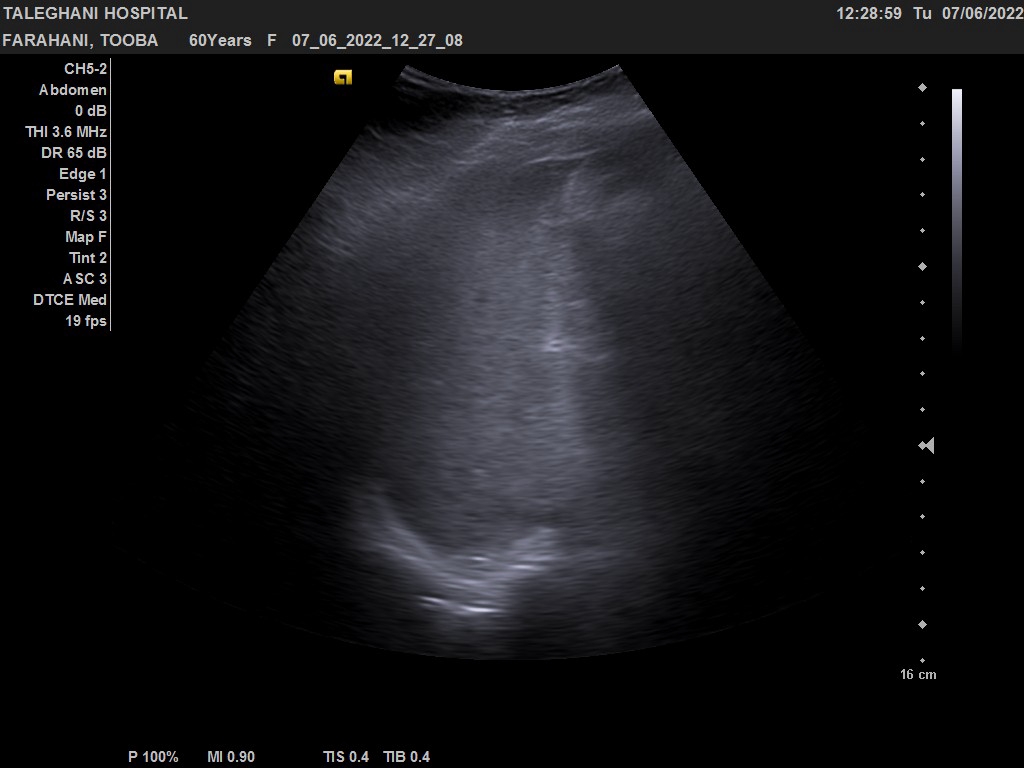 TALEGHANI HOSPITAL 12:28:59 Tu 07/06/2022
FARAHANI, TOOBA 60Years F 07_06_2022_12_27_08
CH5-2
Abdomen
0 dB
THI 3.6 MHz
DR 65 dB
Edge 1
Persist 3
R/S 3
Map F
Tint 2
ASC 3
DTCE Med
19 fps
16 cm
P 100% MI 0.90 TIS 0.4 TIB 0.4